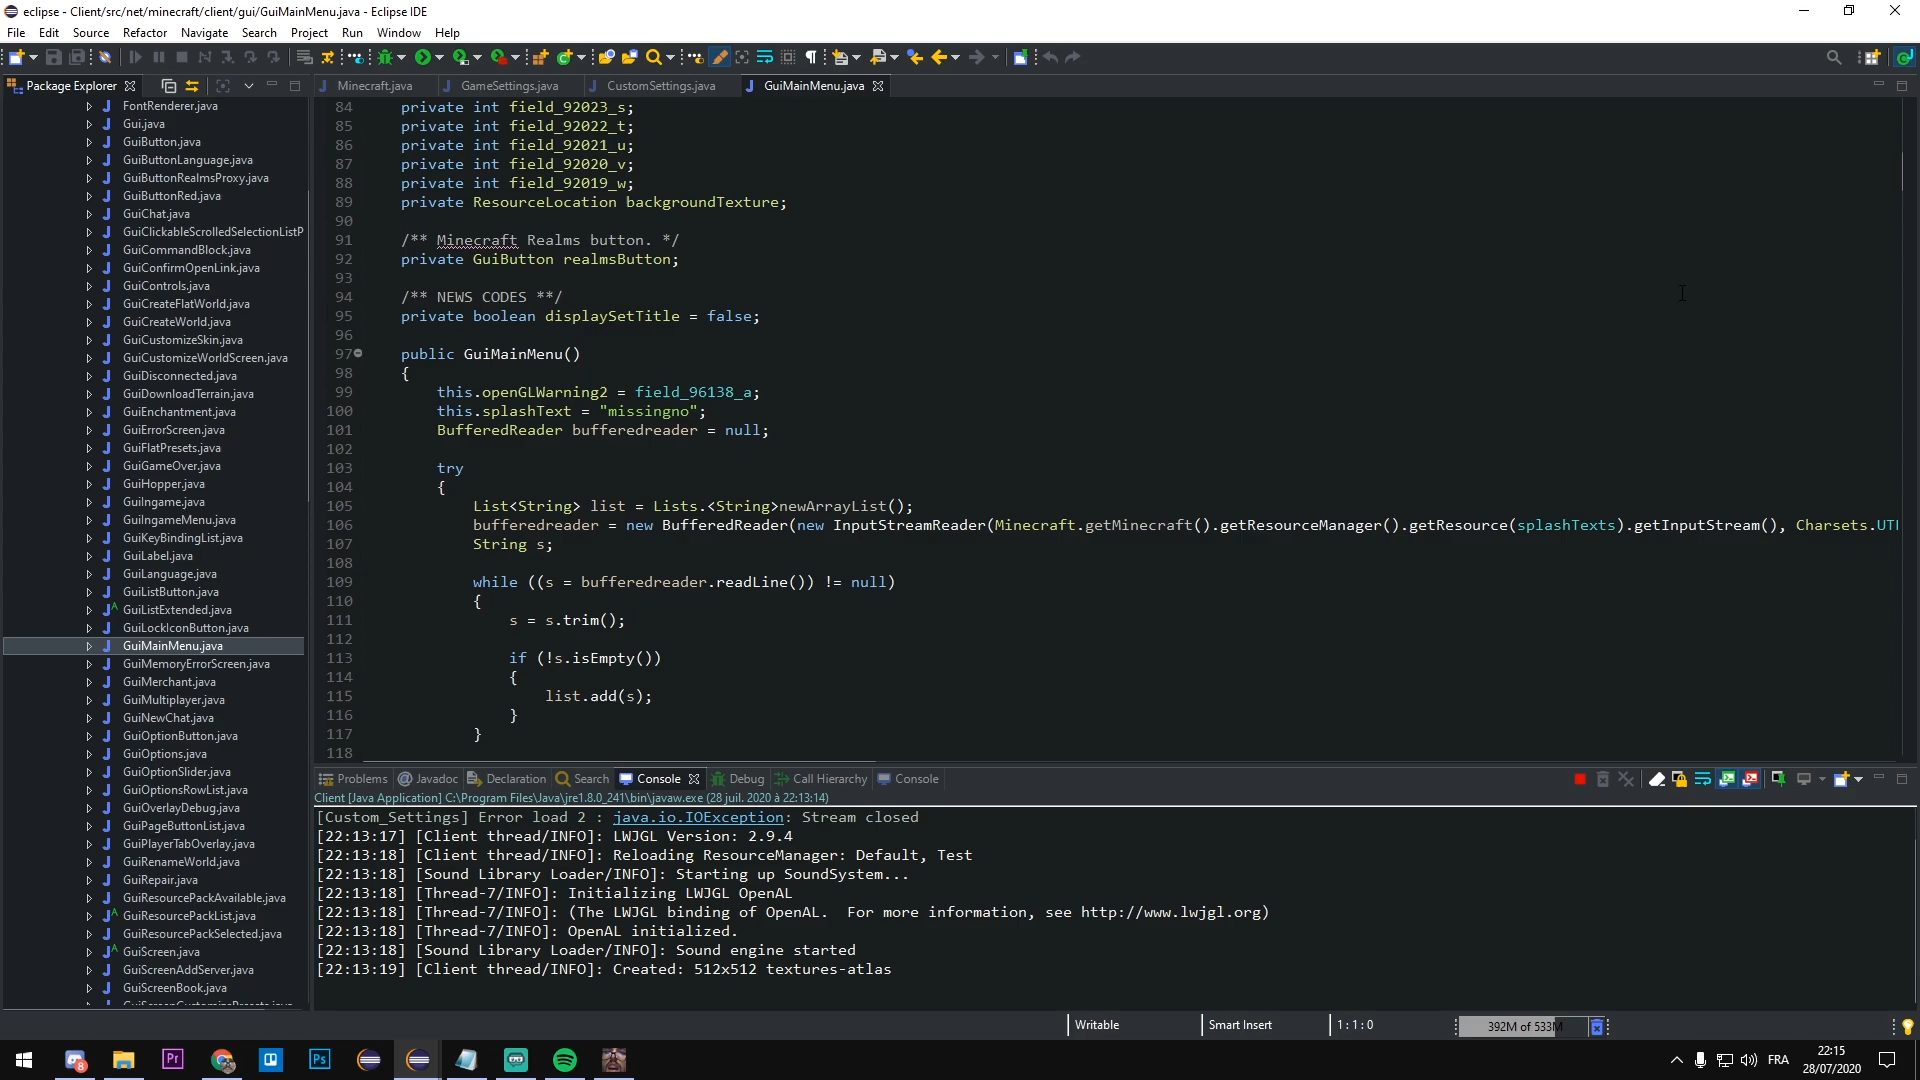 eclipse - Client/src/net/minecraft/client/gui/GuiMainMenu.java - Eclipse IDE
File Edit Source Refactor Navigate Search Project Run Window Help
Package Explorer
Minecraft.java GameSettings.java CustomSettings.java GuiMainMenu.java
FontRenderer.java
Gui.java
GuiButton.java
GuiButtonLanguage.java
GuiButtonRealmsProxy.java
GuiButtonRed.java
GuiChat.java
GuiClickableScrolledSelectionListP
GuiCommandBlock.java
GuiConfirmOpenLink.java
GuiControls.java
GuiCreateFlatWorld.java
GuiCreateWorld.java
GuiCustomizeSkin.java
GuiCustomizeWorldScreen.java
GuiDisconnected.java
GuiDownloadTerrain.java
GuiEnchantment.java
GuiErrorScreen.java
GuiFlatPresets.java
GuiGameOver.java
GuiHopper.java
GuiIngame.java
GuiIngameMenu.java
GuiKeyBindingList.java
GuiLabel.java
GuiLanguage.java
GuiListButton.java
GuiListExtended.java
GuiLockIconButton.java
GuiMainMenu.java
GuiMemoryErrorScreen.java
GuiMerchant.java
GuiMultiplayer.java
GuiNewChat.java
GuiOptionButton.java
GuiOptions.java
GuiOptionSlider.java
GuiOptionsRowList.java
GuiOverlayDebug.java
GuiPageButtonList.java
GuiPlayerTabOverlay.java
GuiRenameWorld.java
GuiRepair.java
GuiResourcePackAvailable.java
GuiResourcePackList.java
GuiResourcePackSelected.java
GuiScreen.java
GuiScreenAddServer.java
GuiScreenBook.java
84 private int field_92023_s;
85 private int field_92022_t;
86 private int field_92021_u;
87 private int field_92020_v;
88 private int field_92019_w;
89 private ResourceLocation backgroundTexture;
90
91 /** Minecraft Realms button. */
92 private GuiButton realmsButton;
93
94 /** NEWS CODES **/
95 private boolean displaySetTitle = false;
96
97 public GuiMainMenu()
98 {
99 this.openGLWarning2 = field_96138_a;
100 this.splashText = "missingno";
101 BufferedReader bufferedreader = null;
102
103 try
104 {
105 List<String> list = Lists.<String>newArrayList();
106 bufferedreader = new BufferedReader(new InputStreamReader(Minecraft.getMinecraft().getResourceManager().getResource(splashTexts).getInputStream(), Charsets.UTF
107 String s;
108
109 while ((s = bufferedreader.readLine()) != null)
110 {
111 s = s.trim();
112
113 if (!s.isEmpty())
114 {
115 list.add(s);
116 }
117 }
118
Problems Javadoc Declaration Search Console Debug Call Hierarchy Console
Client [Java Application] C:\Program Files\Java\jre1.8.0_241\bin\javaw.exe (28 juil. 2020 à 22:13:14)
[Custom_Settings] Error load 2 : java.io.IOException: Stream closed
[22:13:17] [Client thread/INFO]: LWJGL Version: 2.9.4
[22:13:18] [Client thread/INFO]: Reloading ResourceManager: Default, Test
[22:13:18] [Sound Library Loader/INFO]: Starting up SoundSystem...
[22:13:18] [Thread-7/INFO]: Initializing LWJGL OpenAL
[22:13:18] [Thread-7/INFO]: (The LWJGL binding of OpenAL. For more information, see http://www.lwjgl.org)
[22:13:18] [Thread-7/INFO]: OpenAL initialized.
[22:13:18] [Sound Library Loader/INFO]: Sound engine started
[22:13:19] [Client thread/INFO]: Created: 512x512 textures-atlas
Writable Smart Insert 1 : 1 : 0 392M of 533M
8 Pr Ps FRA 22:15
28/07/2020